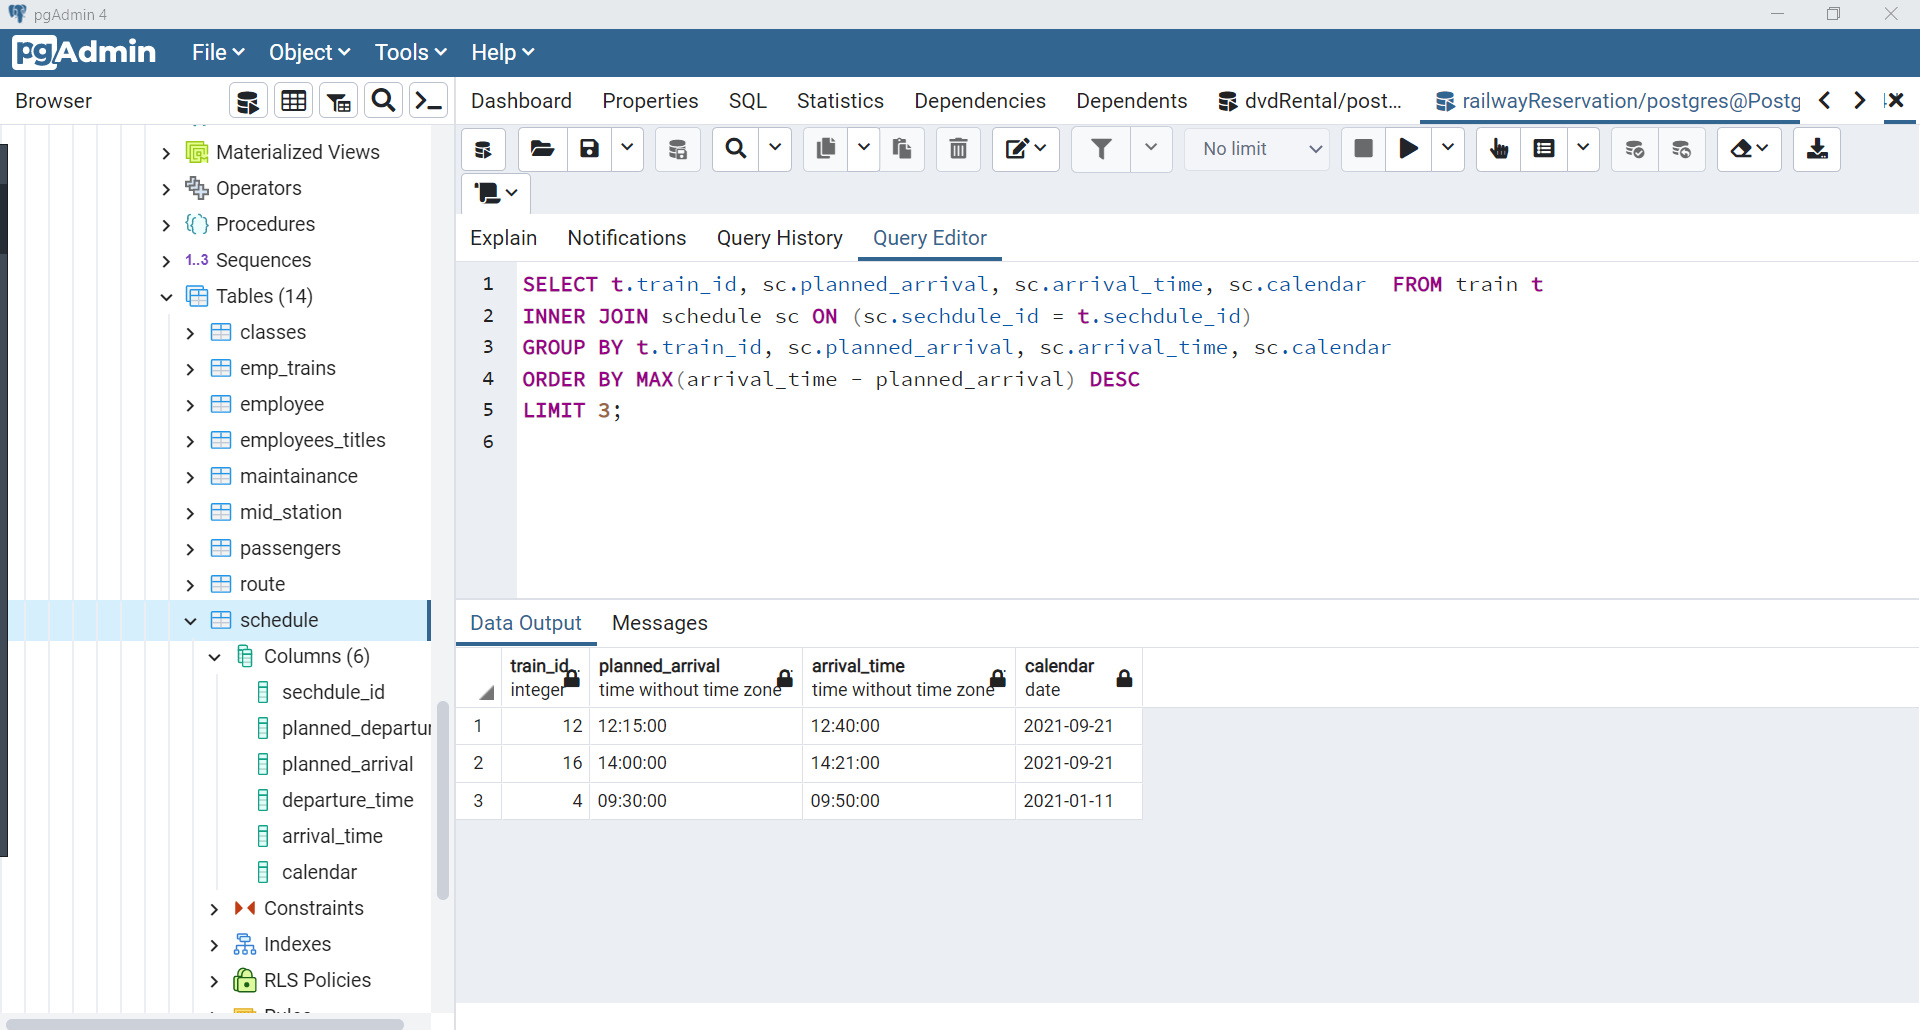 pgAdmin 4
pgAdmin
File
Object
Tools
Help
Browser
Dashboard
Properties
SQL
Statistics
Dependencies
Dependents
dvdRental/post...
railwayReservation/postgres@Postg
No limit
Materialized Views
Operators
Procedures
1..3 Sequences
Tables (14)
classes
emp_trains
employee
employees_titles
maintainance
mid_station
passengers
route
schedule
Columns (6)
sechdule_id
planned_departur
planned_arrival
departure_time
arrival_time
calendar
Constraints
Indexes
RLS Policies
Explain
Notifications
Query History
Query Editor
1 SELECT t.train_id, sc.planned_arrival, sc.arrival_time, sc.calendar  FROM train t
2 INNER JOIN schedule sc ON (sc.sechdule_id = t.sechdule_id)
3 GROUP BY t.train_id, sc.planned_arrival, sc.arrival_time, sc.calendar
4 ORDER BY MAX(arrival_time - planned_arrival) DESC
5 LIMIT 3;
6
Data Output
Messages
train_id planned_arrival arrival_time calendar
integer time without time zone time without time zone date
1 12 12:15:00 12:40:00 2021-09-21
2 16 14:00:00 14:21:00 2021-09-21
3 4 09:30:00 09:50:00 2021-01-11